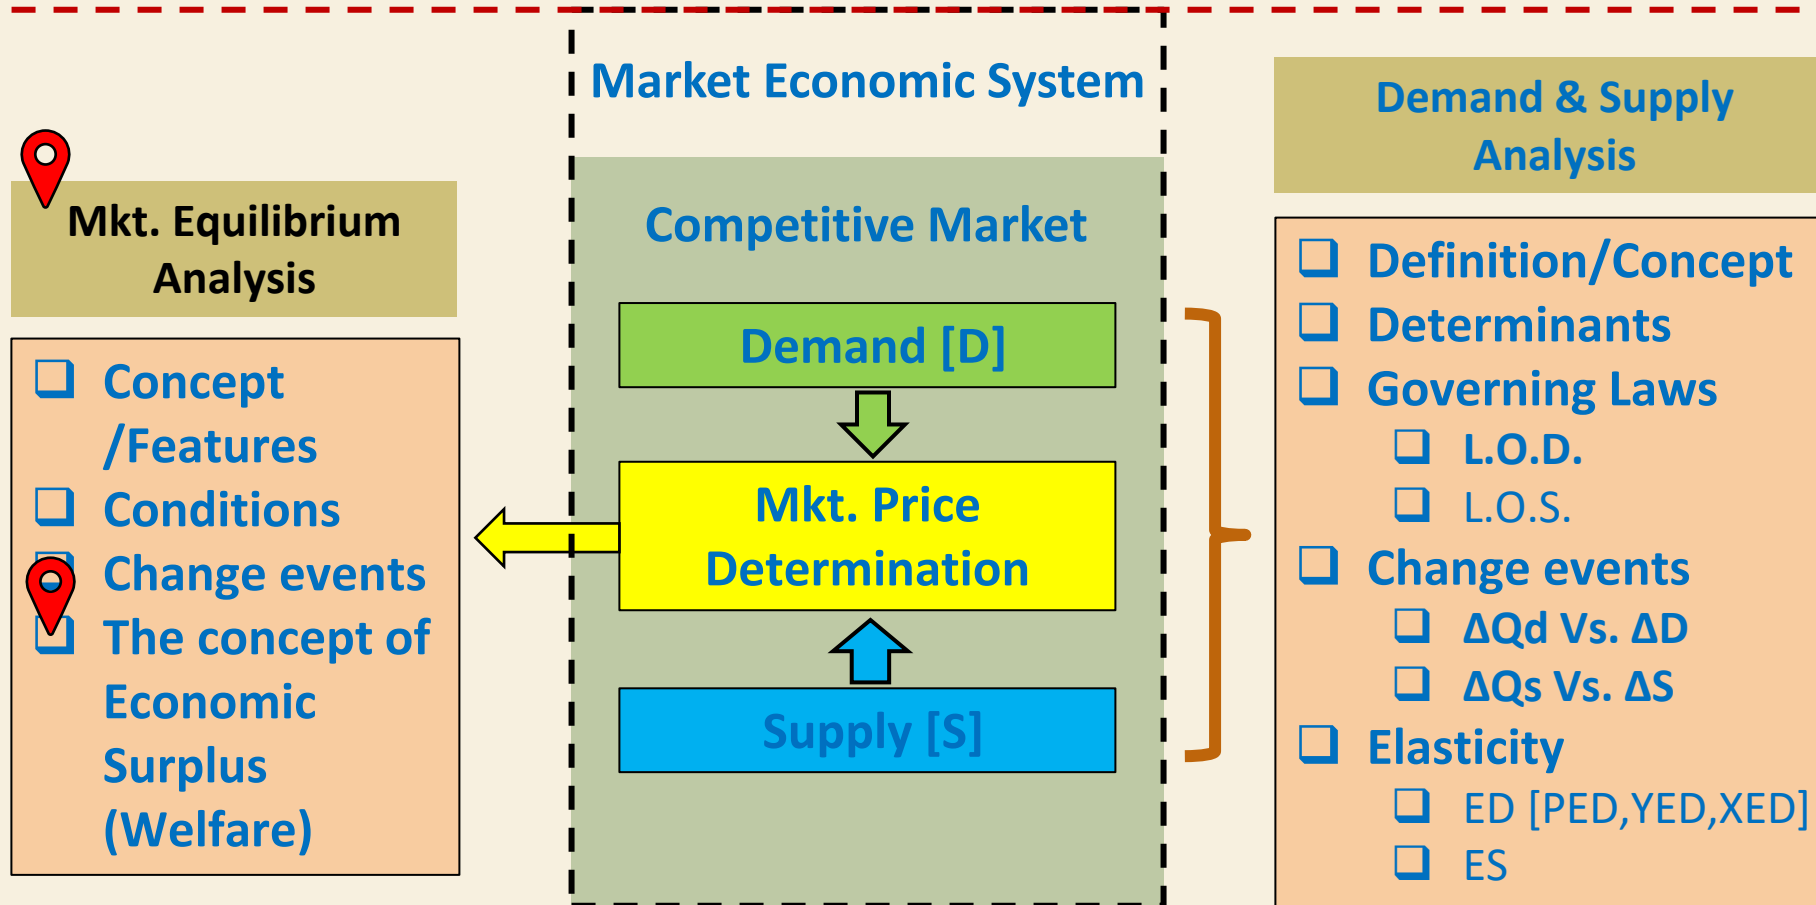 Market Economic System
Mkt. Equilibrium
Analysis
Concept
/Features
Conditions
Change events
The concept of
Economic
Surplus
(Welfare)
Competitive Market
Demand [D]
Mkt. Price
Determination
Supply [S]
Demand & Supply
Analysis
Definition/Concept
Determinants
Governing Laws
L.O.D.
L.O.S.
Change events
ΔQd Vs. ΔD
ΔQs Vs. ΔS
Elasticity
ED [PED,YED,XED]
ES